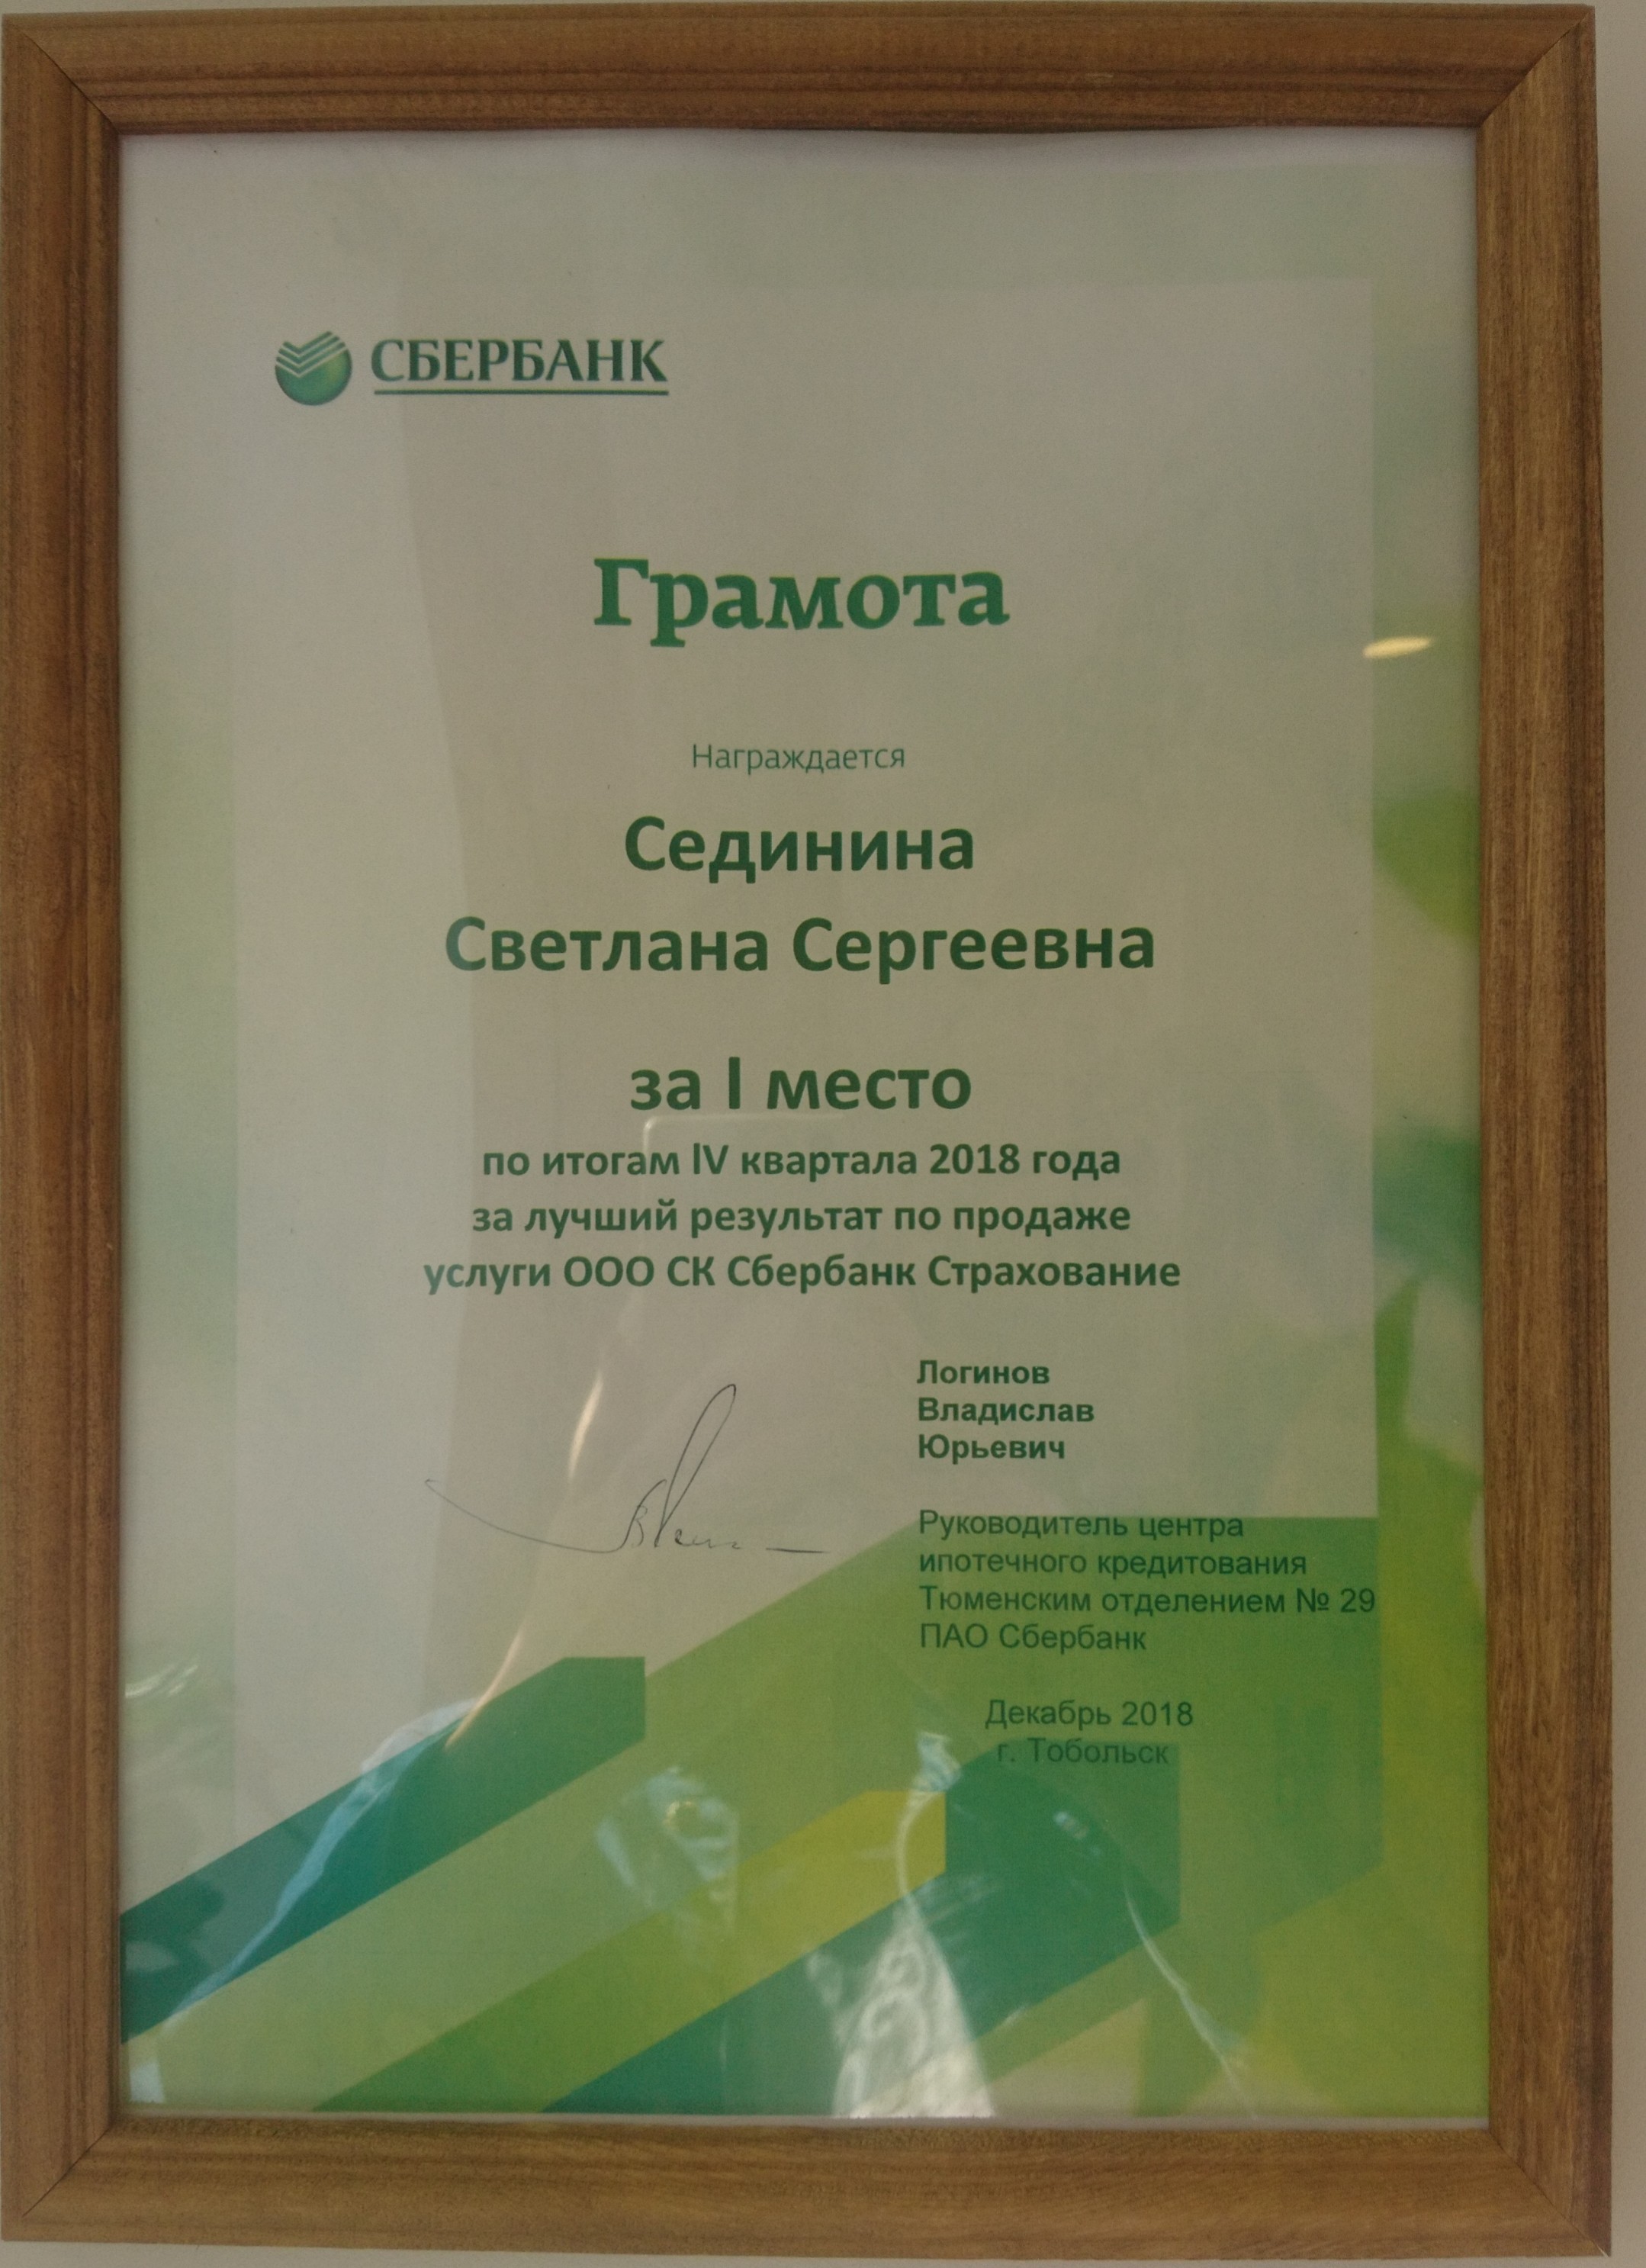 СБЕРБАНК
Грамота
Награждается
Сединина
Светлана Сергеевна
за I место
по итогам IV квартала 2018 года
за лучший результат по продаже
услуги ООО СК Сбербанк Страхование
Логинов
Владислав
Юрьевич
Руководитель центра
ипотечного кредитования
Тюменским отделением № 29
ПАО Сбербанк
Декабрь 2018
г. Тобольск